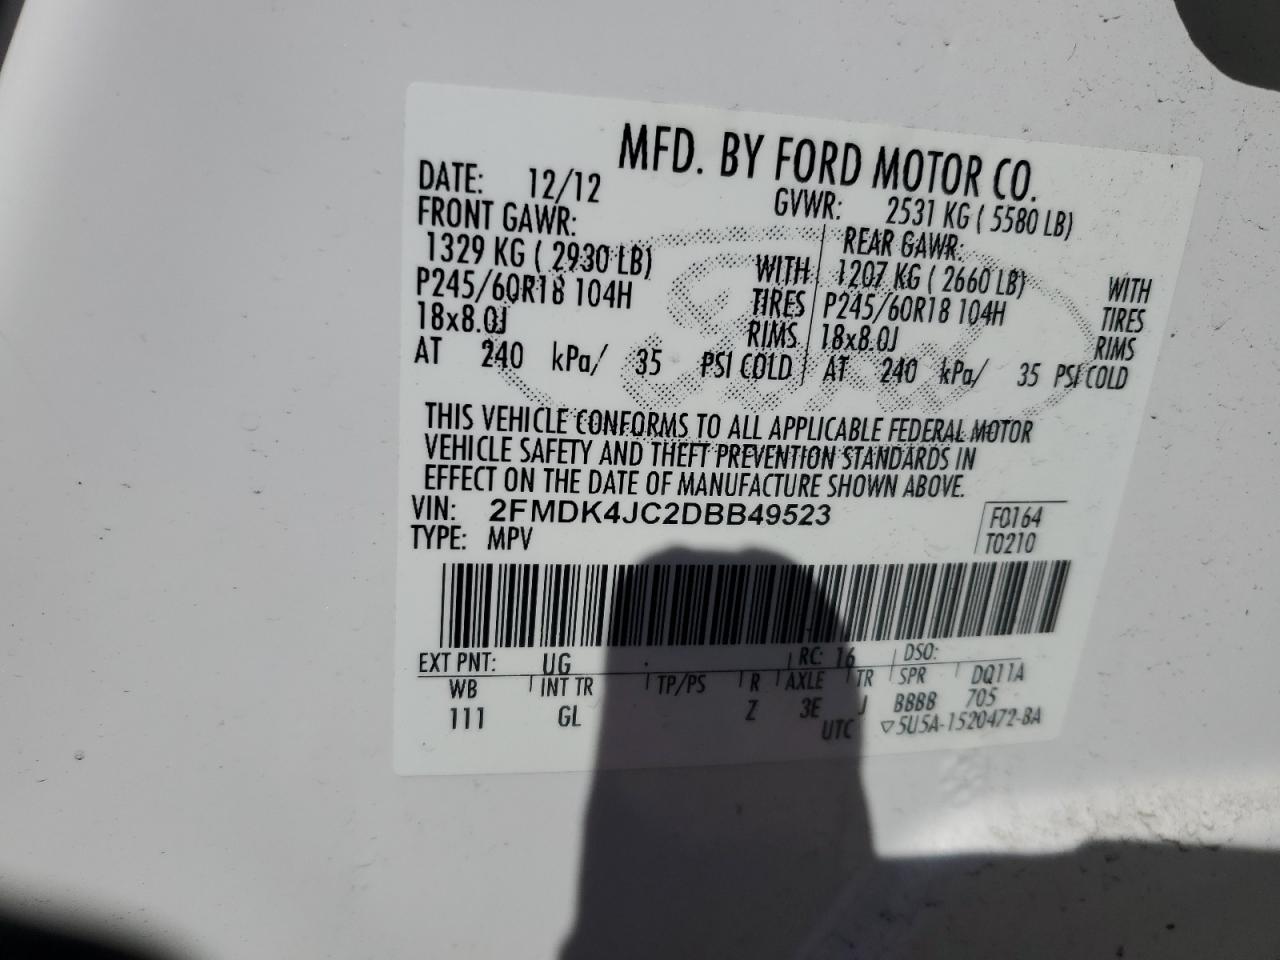 MFD. BY FORD MOTOR CO.
DATE: 12/12 GVWR: 2531 KG ( 5580 LB)
FRONT GAWR: REAR GAWR:
1329 KG ( 2930 LB) WITH 1207 KG ( 2660 LB) WITH
P245/60R18 104H TIRES P245/60R18 104H TIRES
18x8.0J RIMS 18x8.0J RIMS
AT 240 kPa/ 35 PSI COLD AT 240 kPa/ 35 PSI COLD
THIS VEHICLE CONFORMS TO ALL APPLICABLE FEDERAL MOTOR
VEHICLE SAFETY AND THEFT PREVENTION STANDARDS IN
EFFECT ON THE DATE OF MANUFACTURE SHOWN ABOVE.
VIN: 2FMDK4JC2DBB49523 F0164
TYPE: MPV T0210
EXT PNT: UG RC: 16 DSO:
WB INT TR TP/PS R AXLE TR SPR DQ11A
111 GL Z 3E J BBBB 705
UTC ▽5U5A-1520472-BA